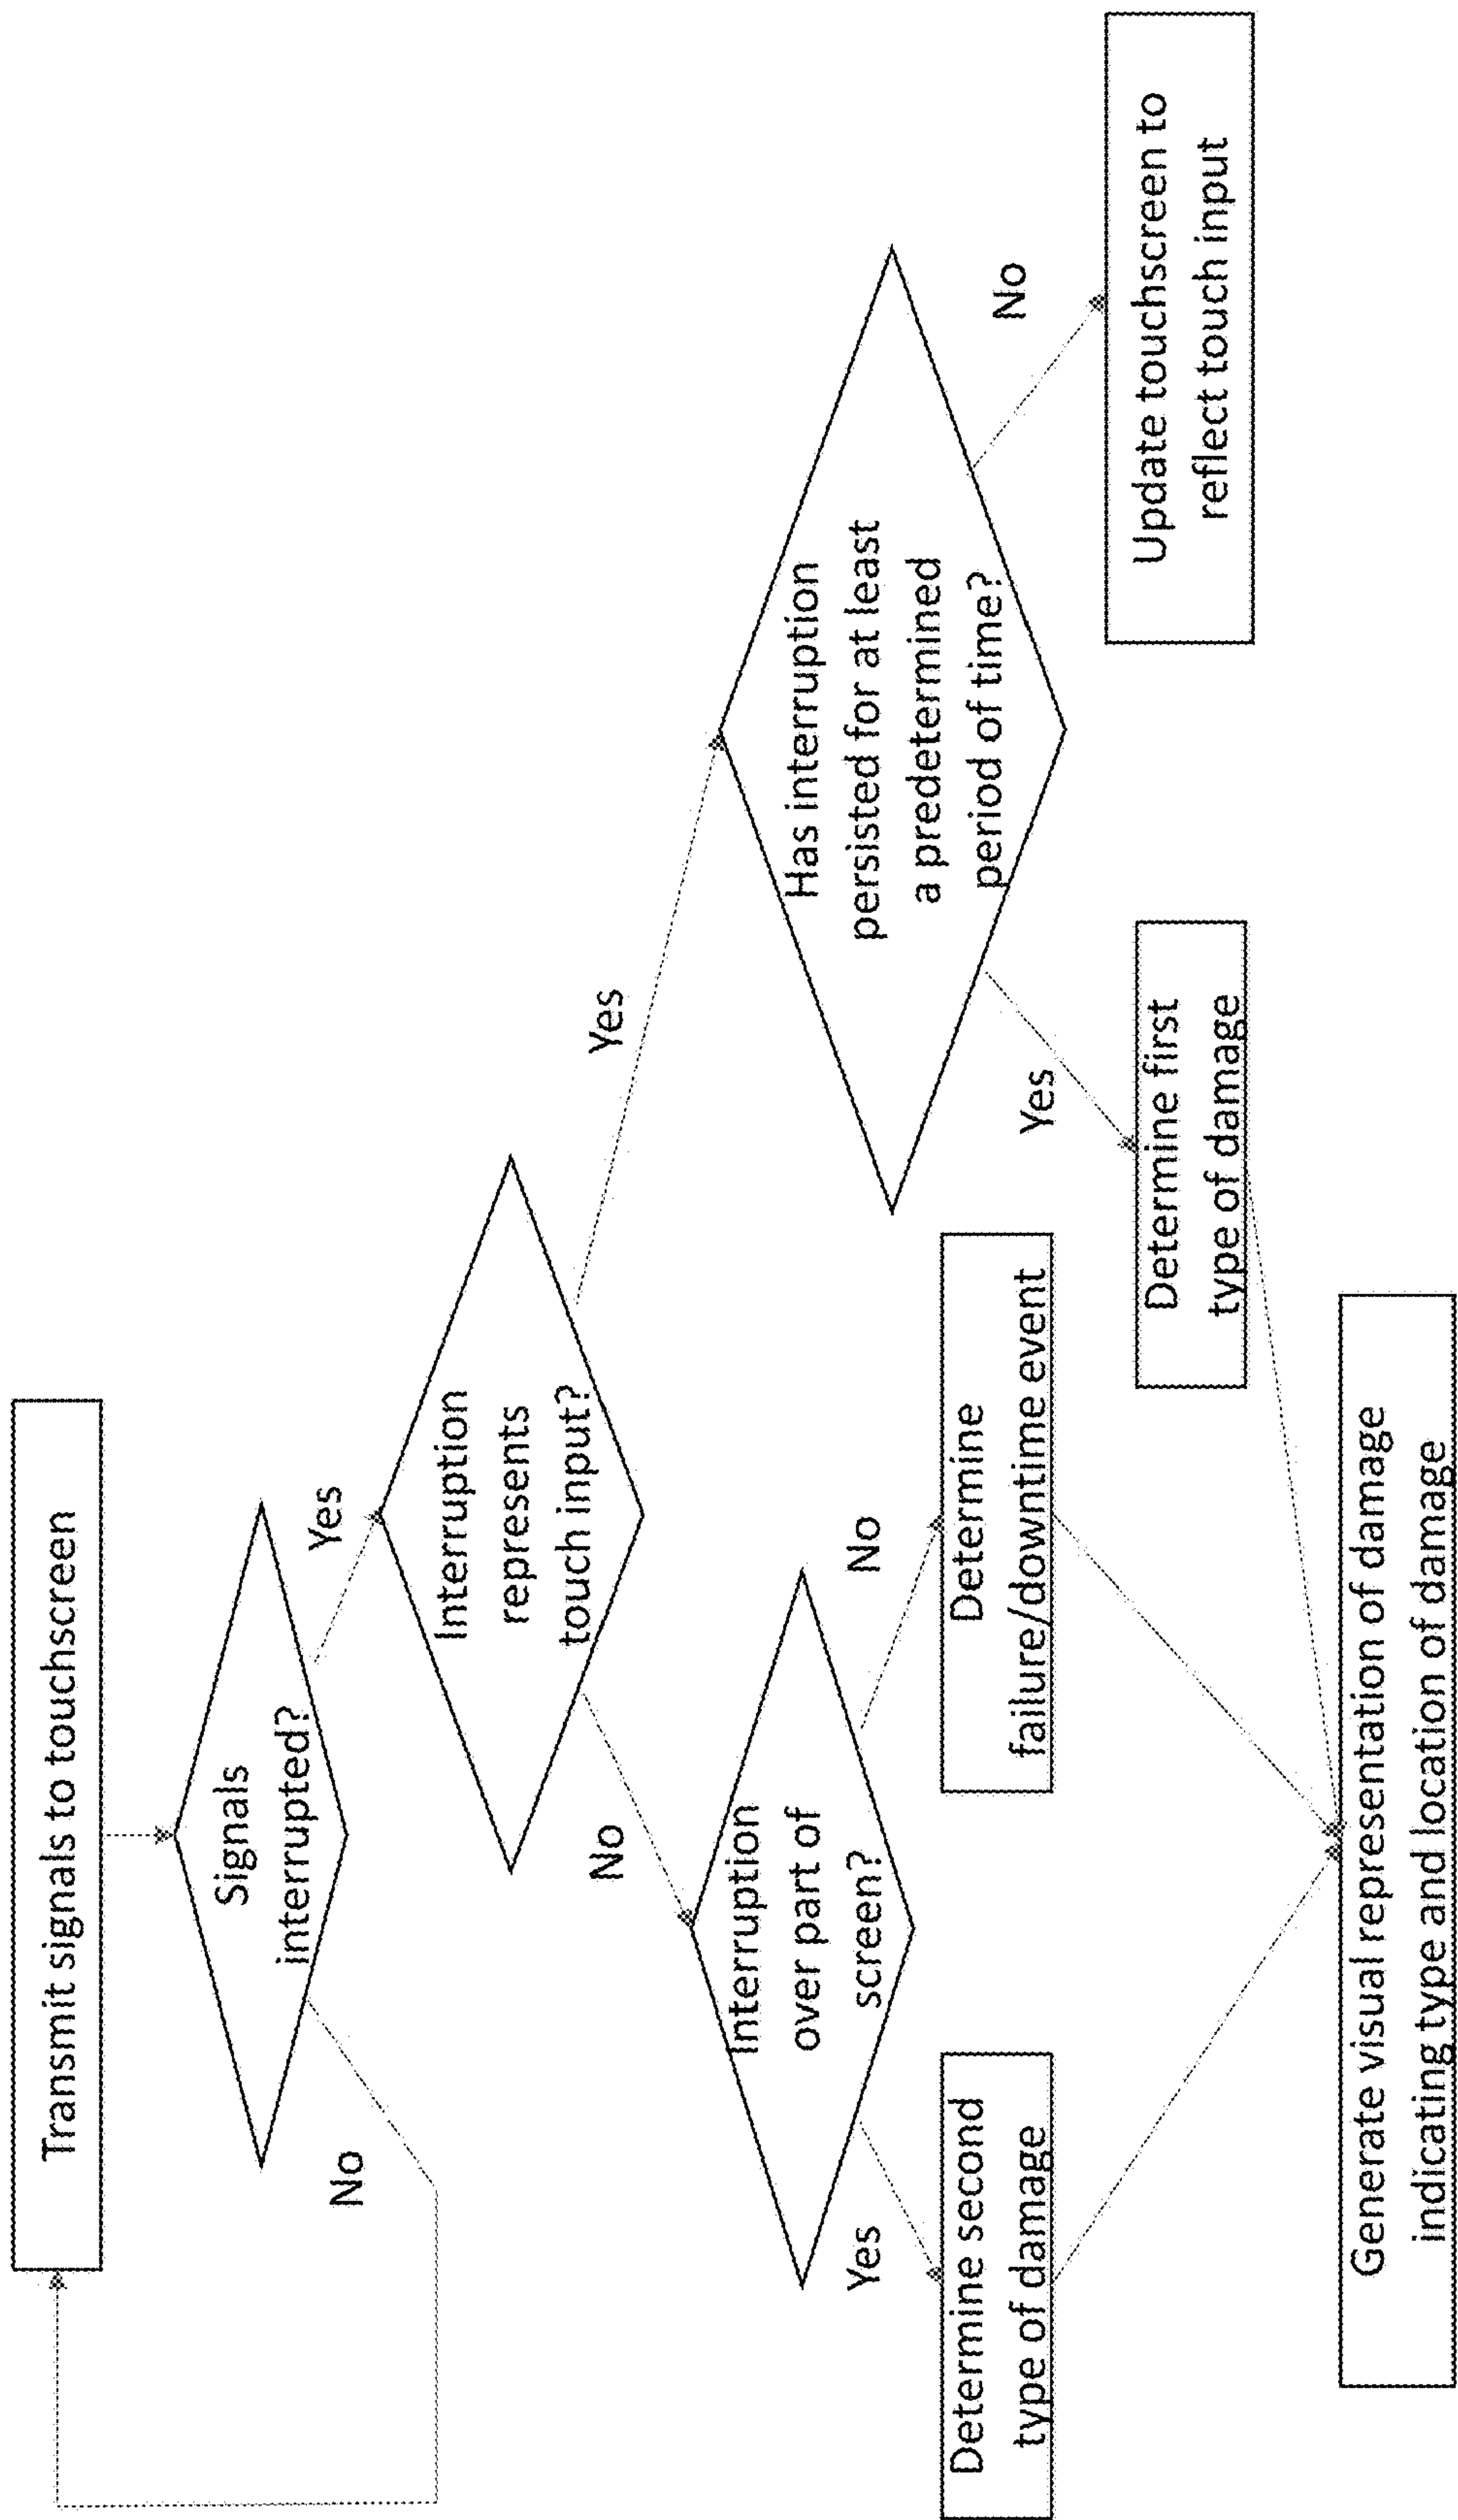 Transmit signals to touchscreen
Signals
interrupted?
No
Yes
Interruption
represents
touch input?
No
Yes
Interruption
over part of
screen?
Yes
No
Has interruption
persisted for at least
a predetermined
period of time?
Yes
No
Determine second
type of damage
Determine
failure/downtime event
Determine first
type of damage
Update touchscreen to
reflect touch input
Generate visual representation of damage
indicating type and location of damage